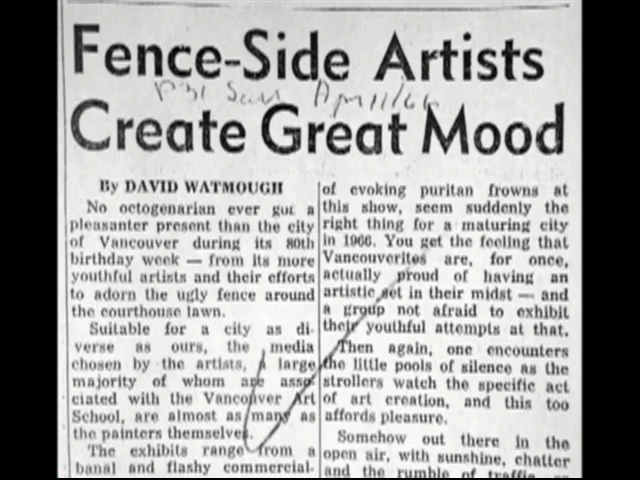 Fence-Side Artists
P31 Sun Apr 11/66
Create Great Mood
By DAVID WATMOUGH
No octogenarian ever got a
pleasanter present than the city
of Vancouver during its 80th
birthday week — from its more
youthful artists and their efforts
to adorn the ugly fence around
the courthouse lawn.
Suitable for a city as di-
verse as ours, the media
chosen by the artists, a large
majority of whom are asso-
ciated with the Vancouver Art
School, are almost as many as
the painters themselves.
The exhibits range from a
banal and flashy commercial-
of evoking puritan frowns at
this show, seem suddenly the
right thing for a maturing city
in 1966. You get the feeling that
Vancouverites are, for once,
actually proud of having an
artistic set in their midst — and
a group not afraid to exhibit
their youthful attempts at that.
Then again, one encounters
the little pools of silence as the
strollers watch the specific act
of art creation, and this too
affords pleasure.
Somehow out there in the
open air, with sunshine, chatter
and the rumble of traffic